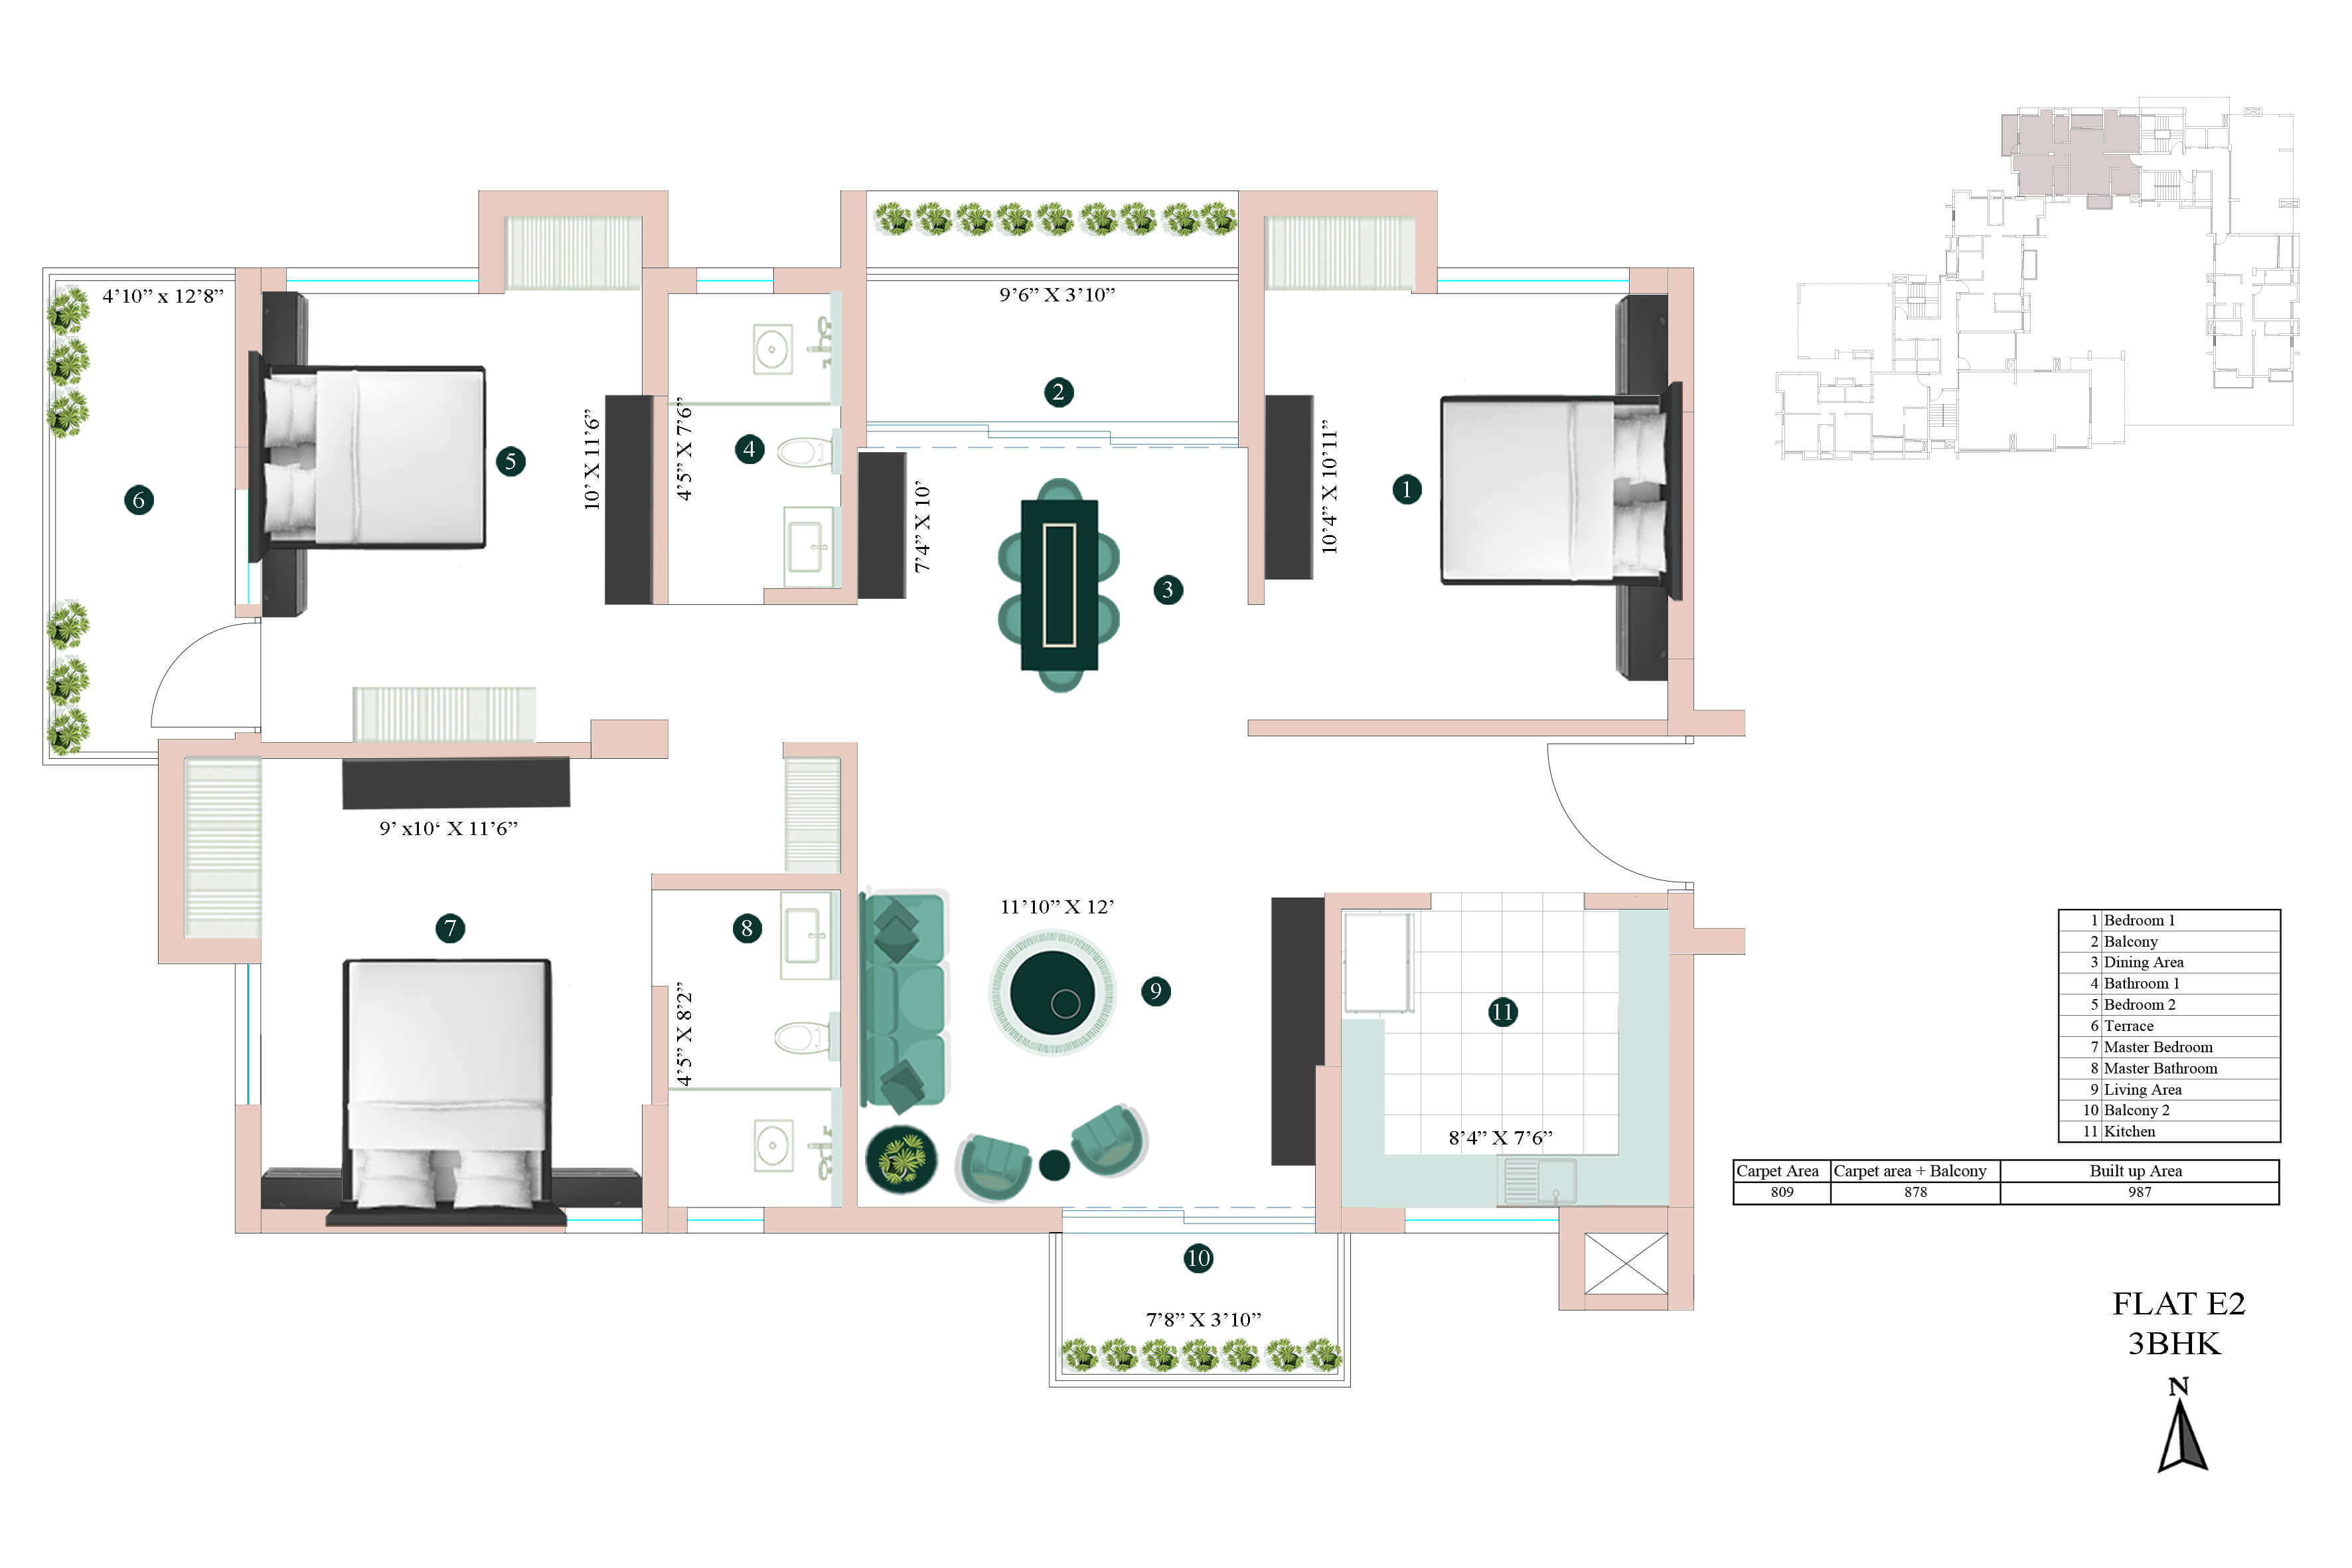 4’10” x 12’8”
9’6” X 3’10”
2
10’ X 11’6”
4’5” X 7’6”
4
5
6
7’4” X 10’
3
10’4” X 10’11”
1
9’ x10‘ X 11’6”
7
8
4’5” X 8’2”
11’10” X 12’
9
11
8’4” X 7’6”
10
7’8” X 3’10”
1 Bedroom 1
2 Balcony
3 Dining Area
4 Bathroom 1
5 Bedroom 2
6 Terrace
7 Master Bedroom
8 Master Bathroom
9 Living Area
10 Balcony 2
11 Kitchen
Carpet Area Carpet area + Balcony Built up Area
809 878 987
FLAT E2
3BHK
N